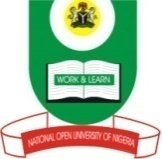 WORK & LEARN
NATIONAL OPEN UNIVERSITY OF NIGERIA